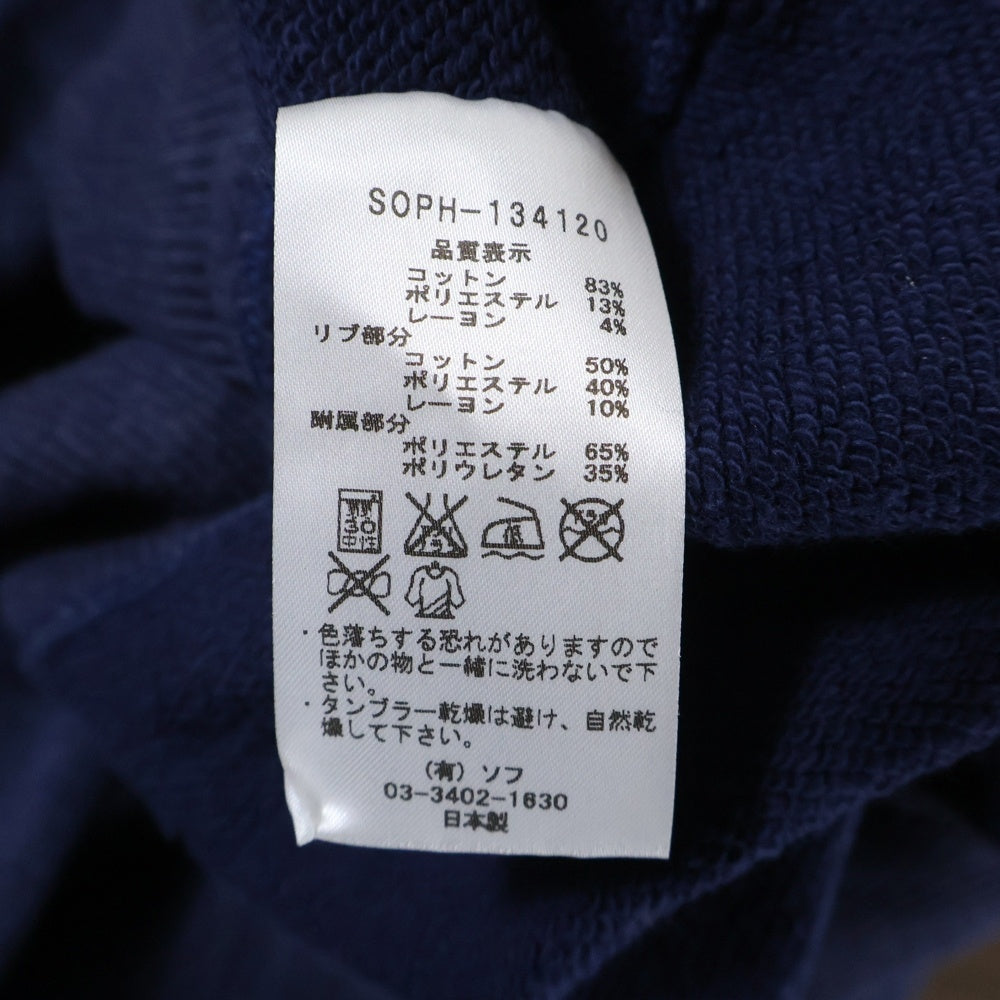 SOPH-134120
品質表示
コットン 83%
ポリエステル 13%
レーヨン 4%
リブ部分
コットン 50%
ポリエステル 40%
レーヨン 10%
附属部分
ポリエステル 65%
ポリウレタン 35%
30 中性
低
・色落ちする恐れがありますので
ほかの物と一緒に洗わないで下
さい。
・タンブラー乾燥は避け、自然乾
燥して下さい。
(有) ソフ
03-3402-1630
日本製